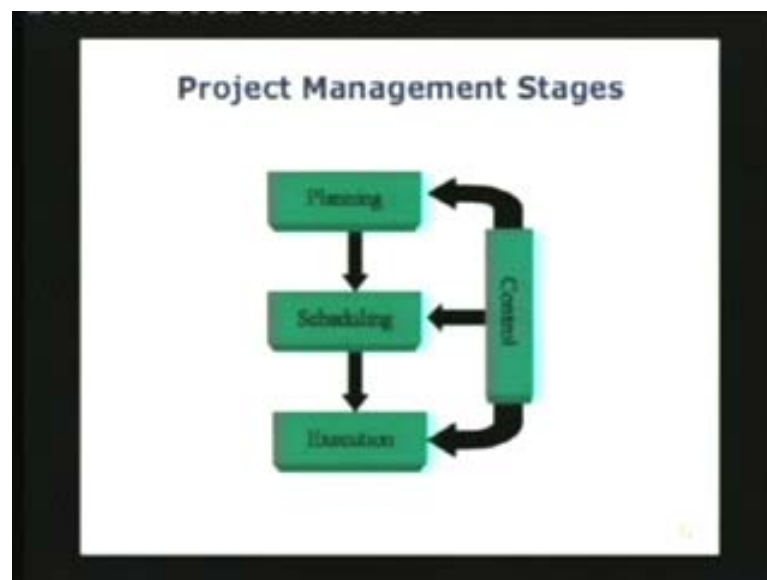 Project Management Stages
Planning
Scheduling
Control
Execution